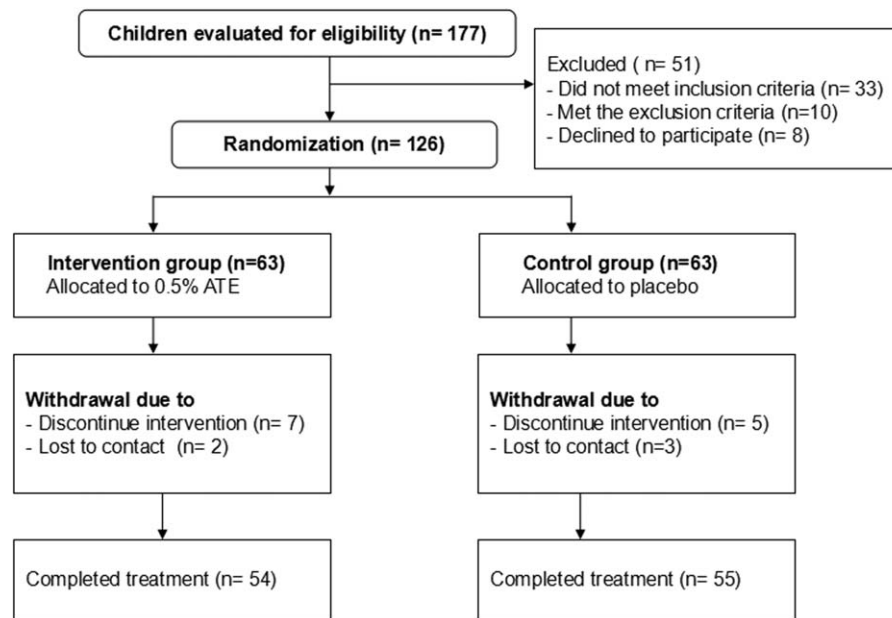 Children evaluated for eligibility (n= 177)
Excluded ( n= 51)
- Did not meet inclusion criteria (n= 33)
- Met the exclusion criteria (n=10)
- Declined to participate (n= 8)
Randomization (n= 126)
Intervention group (n=63)
Allocated to 0.5% ATE
Control group (n=63)
Allocated to placebo
Withdrawal due to
- Discontinue intervention (n= 7)
- Lost to contact (n= 2)
Withdrawal due to
- Discontinue intervention (n= 5)
- Lost to contact (n=3)
Completed treatment (n= 54)
Completed treatment (n= 55)